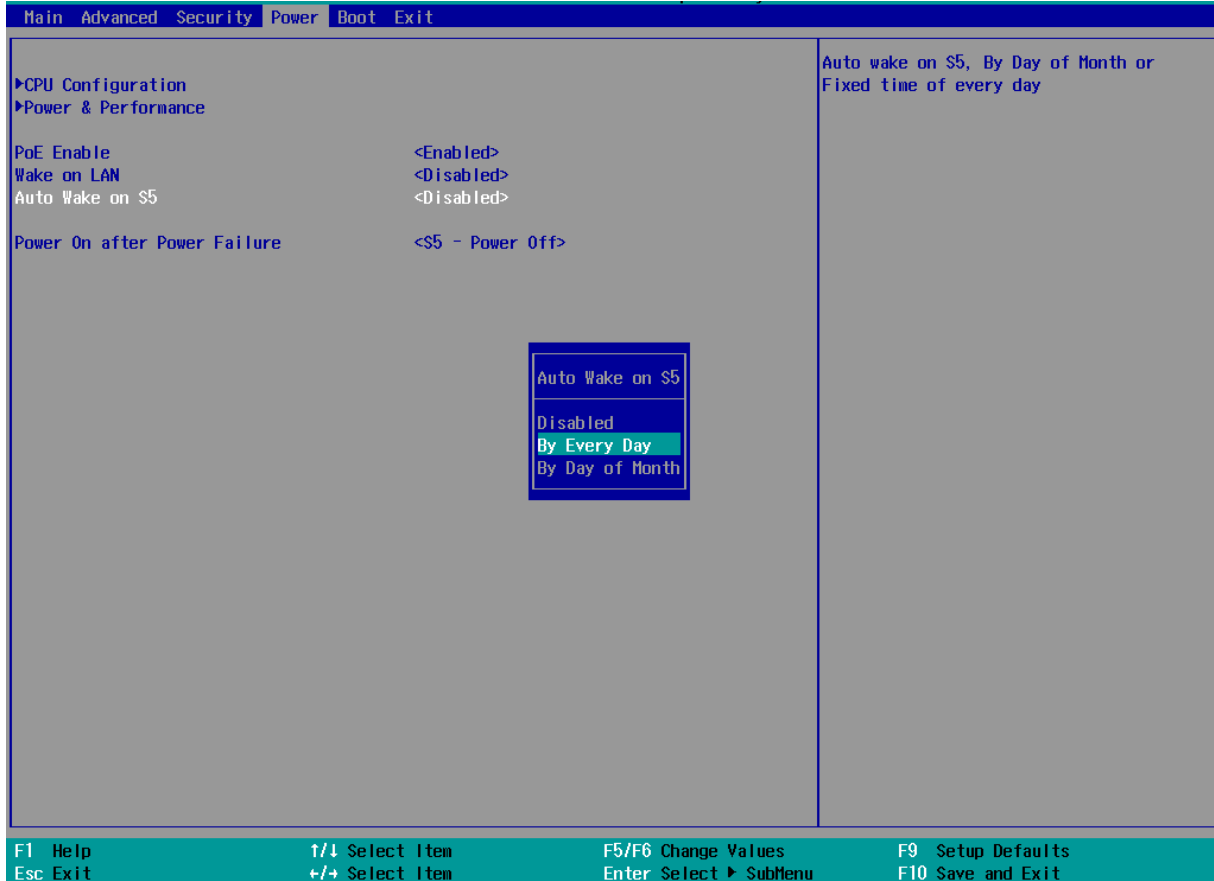 Main Advanced Security Power Boot Exit
▶CPU Configuration
▶Power & Performance
PoE Enable <Enabled>
Wake on LAN <Disabled>
Auto Wake on S5 <Disabled>
Power On after Power Failure <S5 - Power Off>
Auto wake on S5, By Day of Month or
Fixed time of every day
Auto Wake on S5
Disabled
By Every Day
By Day of Month
F1 Help ↑/↓ Select Item F5/F6 Change Values F9 Setup Defaults
Esc Exit ←/→ Select Item Enter Select ▶ SubMenu F10 Save and Exit